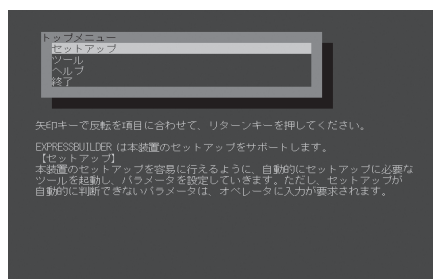 トップメニュー
セットアップ
ツール
ヘルプ
終了
矢印キーで反転を項目に合わせて、リターンキーを押してください。
EXPRESSBUILDER は本装置のセットアップをサポートします。
【セットアップ】
本装置のセットアップを容易に行えるように、自動的にセットアップに必要な
ツールを起動し、パラメータを設定していきます。ただし、セットアップが
自動的に判断できないパラメータは、オペレータに入力が要求されます。